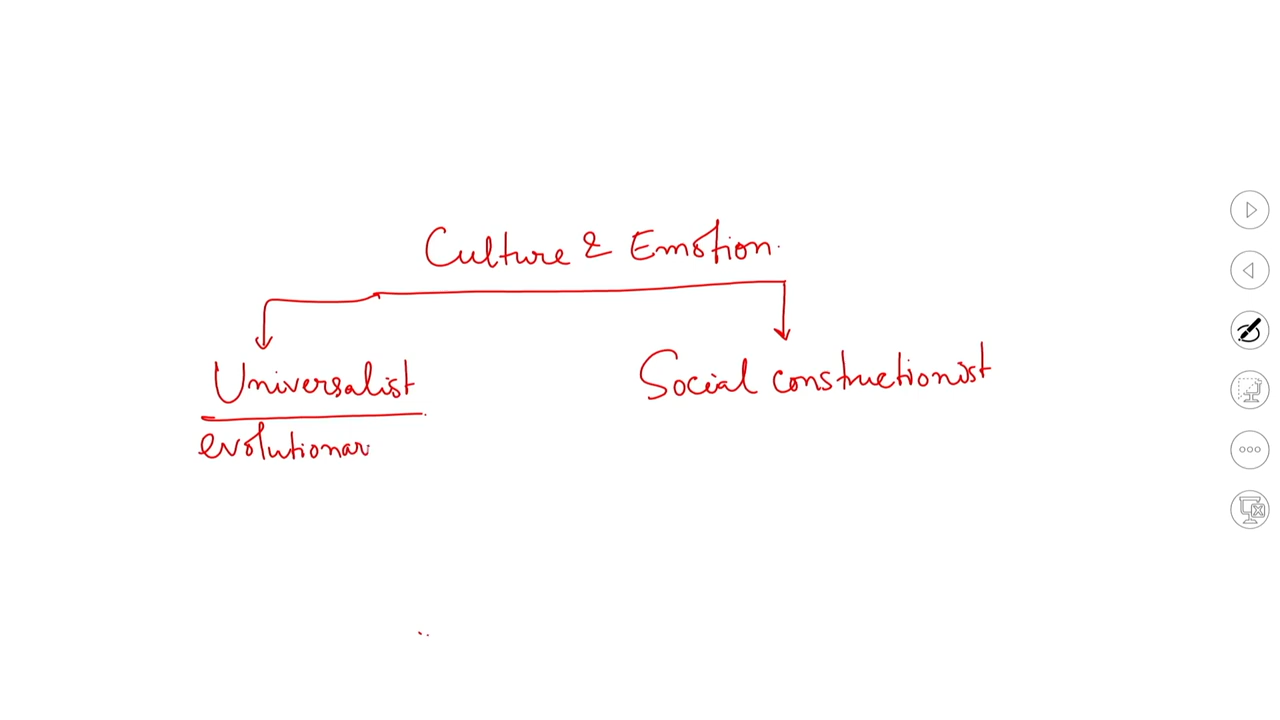 Culture & Emotion.
Universalist
Social constructionist
evolutionar